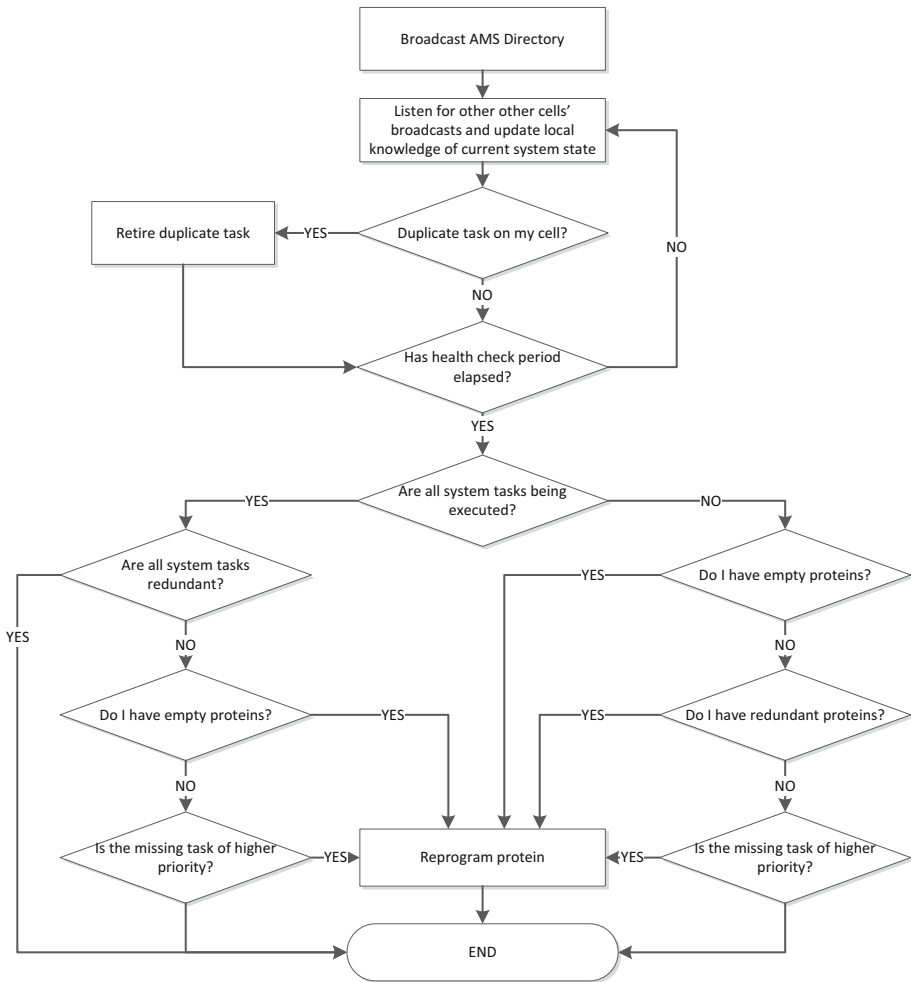 Broadcast AMS Directory
Listen for other other cells'
broadcasts and update local
knowledge of current system state
Retire duplicate task
YES
Duplicate task on my cell?
NO
NO
Has health check period
elapsed?
YES
Are all system tasks being
executed?
YES
NO
Are all system tasks
redundant?
YES
Do I have empty proteins?
YES
NO
NO
Do I have empty proteins?
YES
YES
Do I have redundant proteins?
NO
NO
Is the missing task of higher
priority?
YES
Reprogram protein
YES
Is the missing task of higher
priority?
END